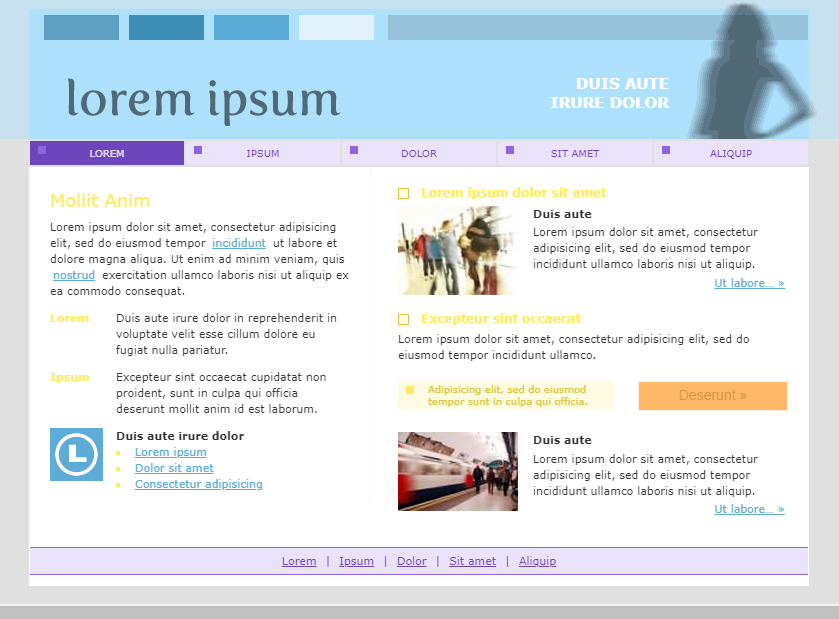 lorem ipsum
DUIS AUTE
IRURE DOLOR
LOREM
IPSUM
DOLOR
SIT AMET
ALIQUIP
Mollit Anim
Lorem ipsum dolor sit amet, consectetur adipisicing
elit, sed do eiusmod tempor incididunt ut labore et
dolore magna aliqua. Ut enim ad minim veniam, quis
nostrud exercitation ullamco laboris nisi ut aliquip ex
ea commodo consequat.
Lorem
Duis aute irure dolor in reprehenderit in
voluptate velit esse cillum dolore eu
fugiat nulla pariatur.
Ipsum
Excepteur sint occaecat cupidatat non
proident, sunt in culpa qui officia
deserunt mollit anim id est laborum.
Duis aute irure dolor
Lorem ipsum
Dolor sit amet
Consectetur adipisicing
Lorem ipsum dolor sit amet
Duis aute
Lorem ipsum dolor sit amet, consectetur
adipisicing elit, sed do eiusmod tempor
incididunt ullamco laboris nisi ut aliquip.
Ut labore... »
Excepteur sint occaecat
Lorem ipsum dolor sit amet, consectetur adipisicing elit, sed do
eiusmod tempor incididunt ullamco.
Adipisicing elit, sed do eiusmod
tempor sunt in culpa qui officia.
Deserunt »
Duis aute
Lorem ipsum dolor sit amet, consectetur
adipisicing elit, sed do eiusmod tempor
incididunt ullamco laboris nisi ut aliquip.
Ut labore... »
Lorem | Ipsum | Dolor | Sit amet | Aliquip